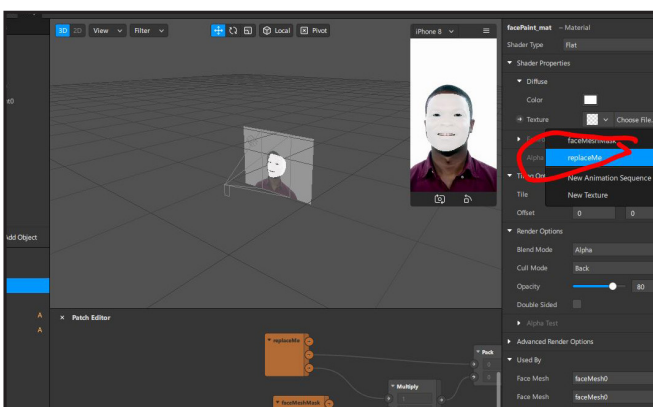 3D 2D View Filter Local Pivot
iPhone 8
facePaint_mat – Material
Shader Type Flat
Shader Properties
Diffuse
Color
Texture Choose File.
faceMeshMask
Alpha replaceMe
New Animation Sequence
New Texture
Tile
Offset 0 0
Render Options
Blend Mode Alpha
Cull Mode Back
Opacity 80
Double Sided
Alpha Test
Advanced Render Options
Used By
Face Mesh faceMesh0
Face Mesh faceMesh0
Add Object
A
A
× Patch Editor
replaceMe
Pack
0
0
Multiply
1
faceMeshMask